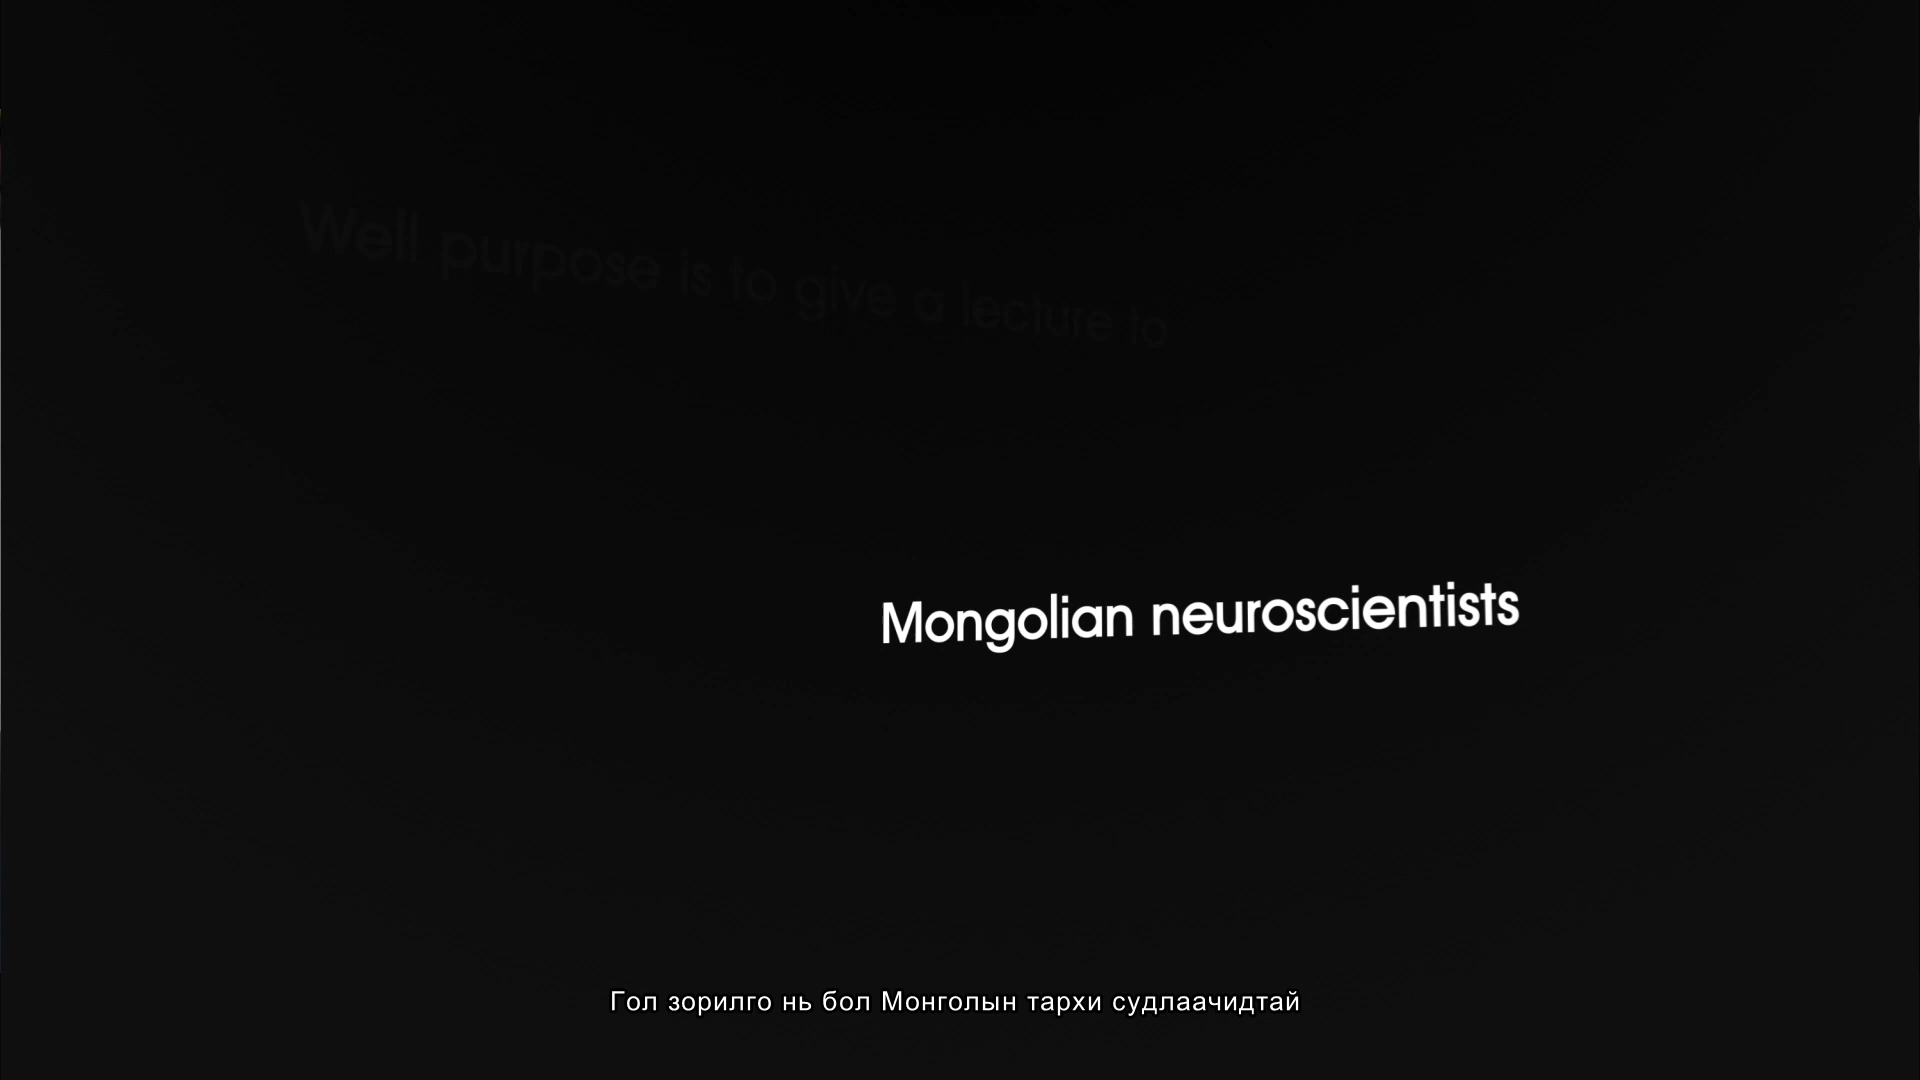 Well purpose is to give a lecture to
Mongolian neuroscientists
Гол зорилго нь бол Монголын тархи судлаачидтай